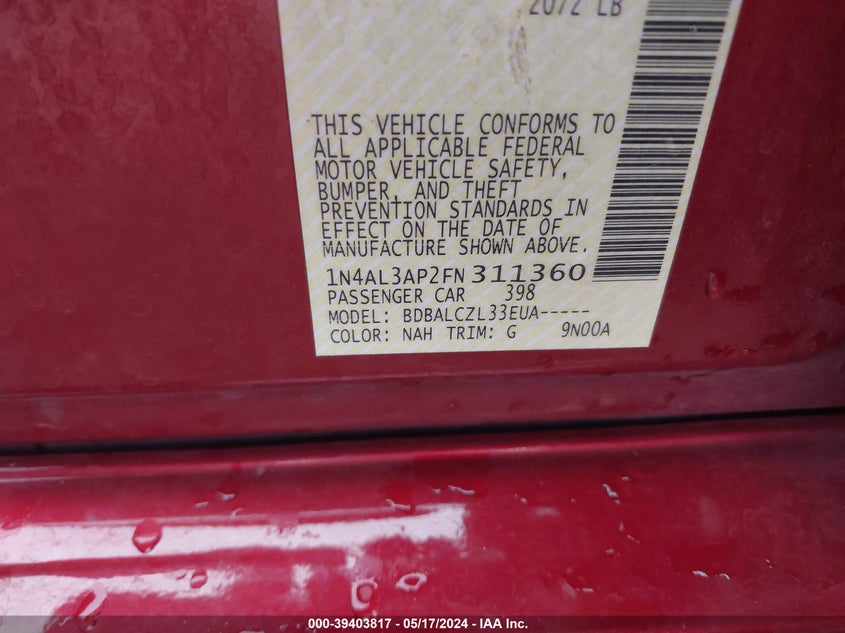 2072 LB
THIS VEHICLE CONFORMS TO
ALL APPLICABLE FEDERAL
MOTOR VEHICLE SAFETY,
BUMPER, AND THEFT
PREVENTION STANDARDS IN
EFFECT ON THE DATE OF
MANUFACTURE SHOWN ABOVE.
1N4AL3AP2FN 311360
PASSENGER CAR 398
MODEL: BDBALCZL33EUA-----
COLOR: NAH TRIM: G 9N00A
000-39403817 - 05/17/2024 - IAA Inc.